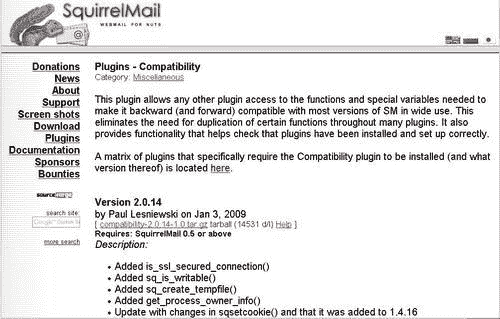 SquirrelMail
WEBMAIL FOR NUTS
Donations
News
About
Support
Screen shots
Download
Plugins
Documentation
Sponsors
Bounties
search site:
more search
Plugins - Compatibility
Category: Miscellaneous
This plugin allows any other plugin access to the functions and special variables needed to
make it backward (and forward) compatible with most versions of SM in wide use. This
eliminates the need for duplication of certain functions throughout many plugins. It also
provides functionality that helps check that plugins have been installed and set up correctly.
A matrix of plugins that specifically require the Compatibility plugin to be installed (and what
version thereof) is located here.
Version 2.0.14
by Paul Lesniewski on Jan 3, 2009
[ compatibility-2.0.14-1.0.tar.gz tarball (14531 d/l) Help ]
Requires: SquirrelMail 0.5 or above
Description:
• Added is_ssl_secured_connection()
• Added sq_is_writable()
• Added sq_create_tempfile()
• Added get_process_owner_info()
• Update with changes in sqsetcookie() and that it was added to 1.4.16